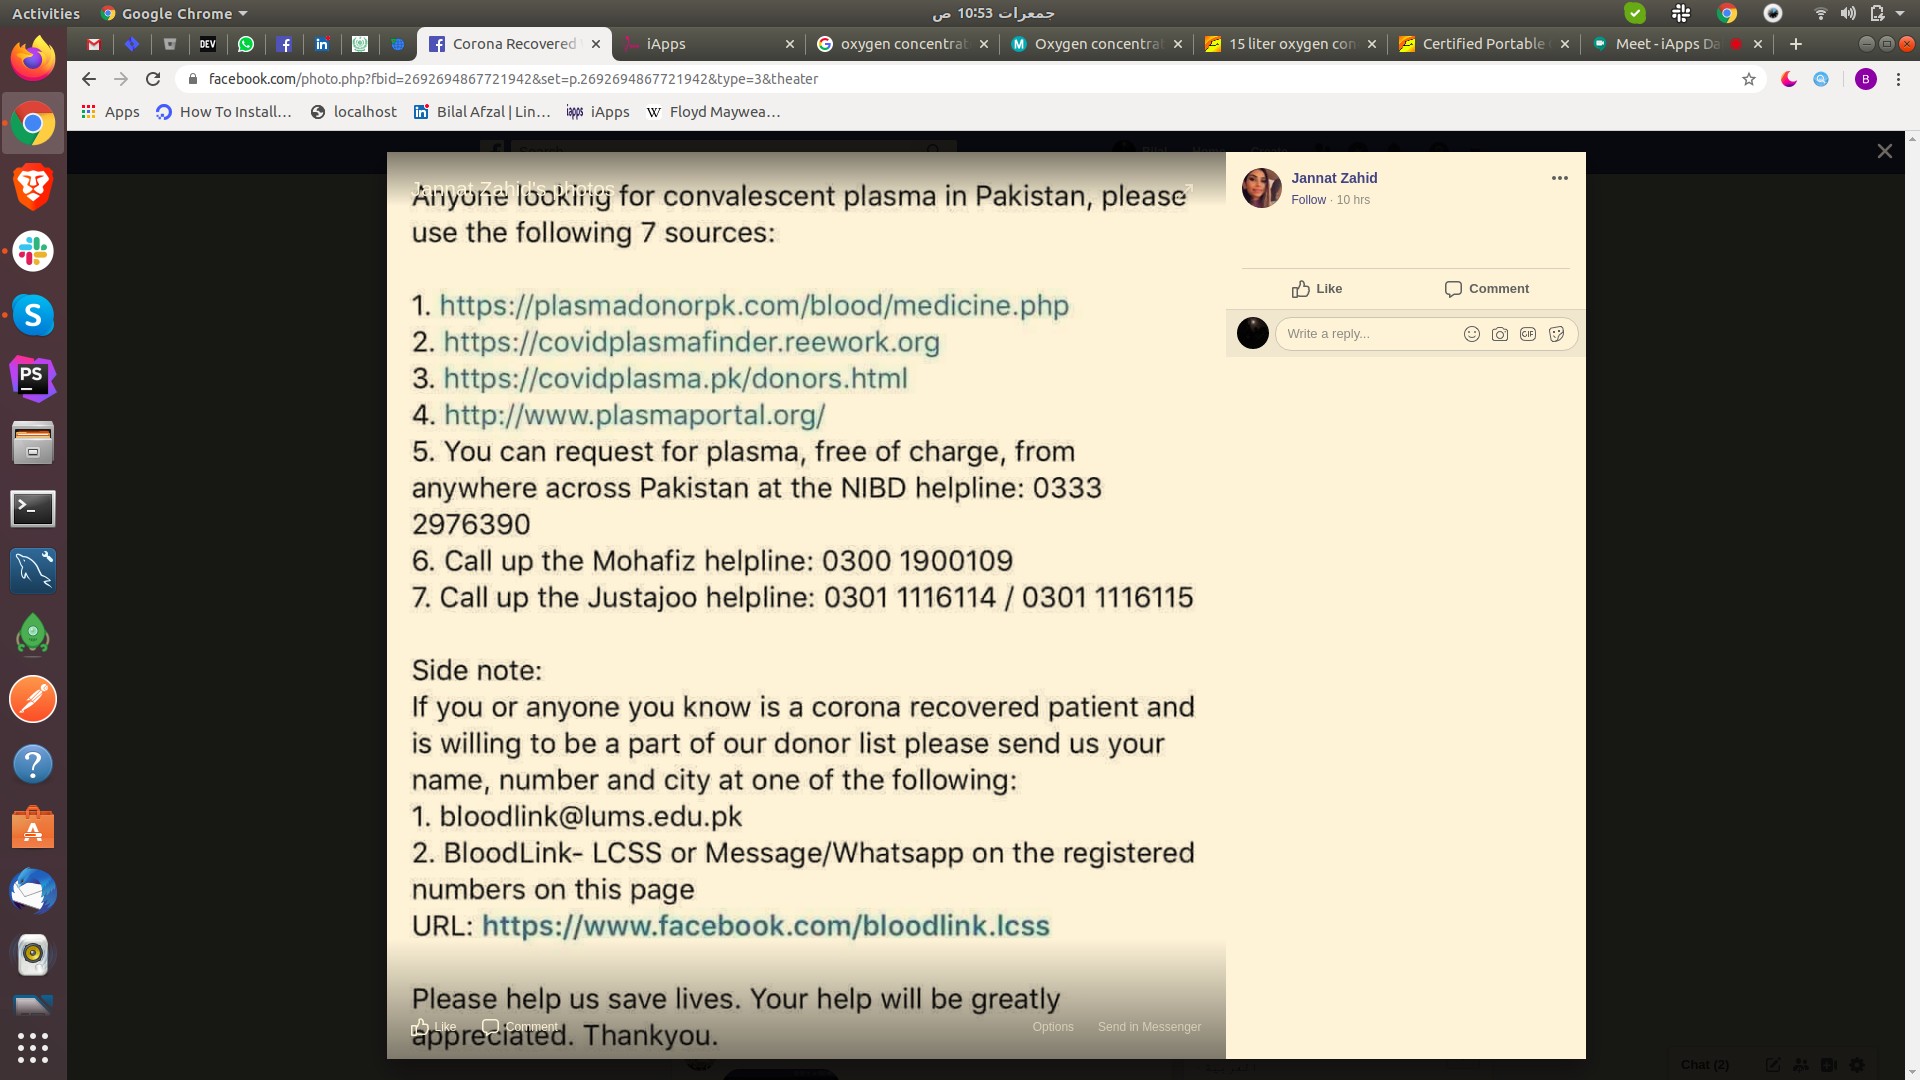 Activities
Google Chrome
جمعرات 10:53 ص
DEV
Corona Recovered
iApps
oxygen concentrat
Oxygen concentra
15 liter oxygen con
Certified Portable
Meet - iApps Da
facebook.com/photo.php?fbid=2692694867721942&set=p.2692694867721942&type=3&theater
B
Apps
How To Install...
localhost
Bilal Afzal | Lin...
iApps
Floyd Maywea...
Jannat Zahid's photos
Anyone looking for convalescent plasma in Pakistan, please
use the following 7 sources:
1. https://plasmadonorpk.com/blood/medicine.php
2. https://covidplasmafinder.reework.org
3. https://covidplasma.pk/donors.html
4. http://www.plasmaportal.org/
5. You can request for plasma, free of charge, from
anywhere across Pakistan at the NIBD helpline: 0333
2976390
6. Call up the Mohafiz helpline: 0300 1900109
7. Call up the Justajoo helpline: 0301 1116114 / 0301 1116115
Side note:
If you or anyone you know is a corona recovered patient and
is willing to be a part of our donor list please send us your
name, number and city at one of the following:
1. bloodlink@lums.edu.pk
2. BloodLink- LCSS or Message/Whatsapp on the registered
numbers on this page
URL: https://www.facebook.com/bloodlink.lcss
Please help us save lives. Your help will be greatly
appreciated. Thankyou.
Like Comment Options Send in Messenger
Jannat Zahid
Follow · 10 hrs
Like Comment
Write a reply...
GIF
PS
Chat (2)